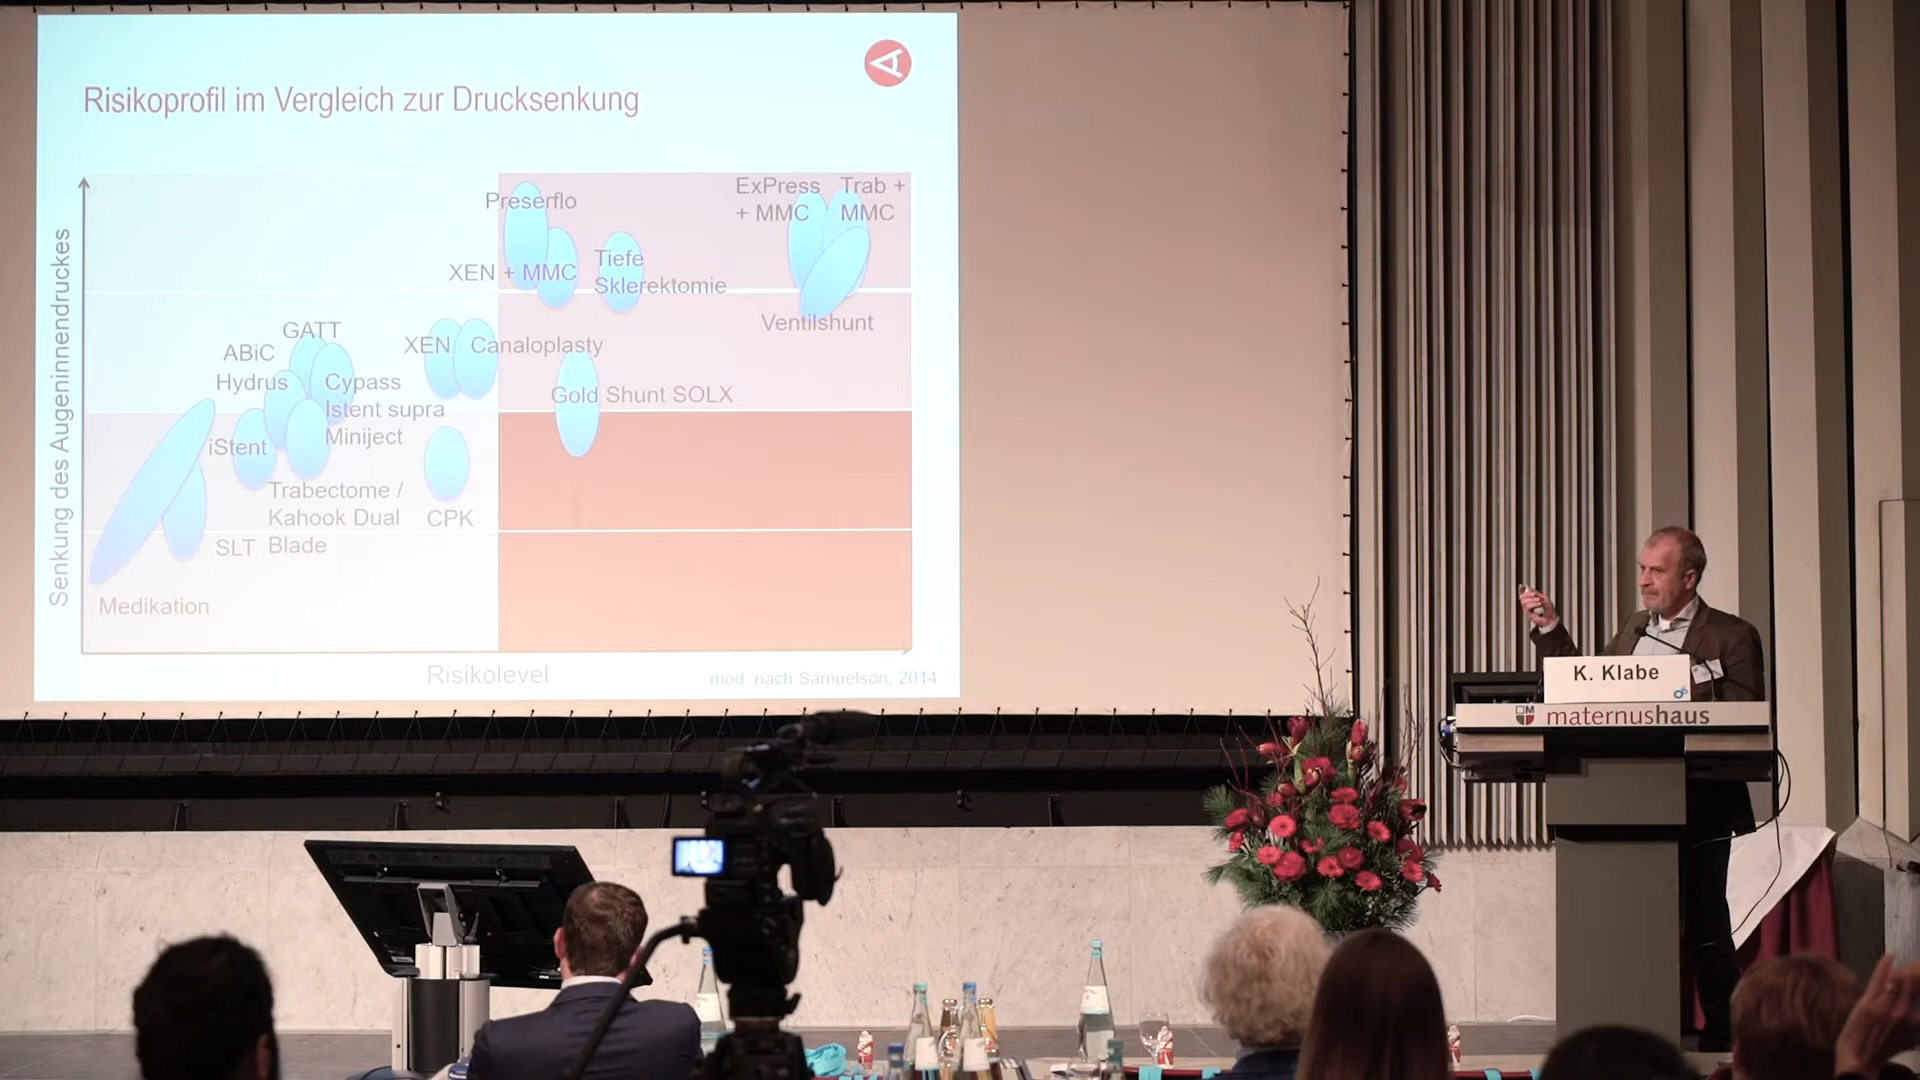 Risikoprofil im Vergleich zur Drucksenkung
Senkung des Augeninnendruckes
Preserflo
ExPress
+ MMC
Trab +
MMC
XEN + MMC
Tiefe
Sklerektomie
Ventilshunt
GATT
ABiC
Hydrus
XEN
Canaloplasty
Cypass
Istent supra
Miniject
Gold Shunt SOLX
iStent
Trabectome /
Kahook Dual
Blade
CPK
SLT
Medikation
Risikolevel
mod. nach Samuelson, 2014
K. Klabe
maternushaus